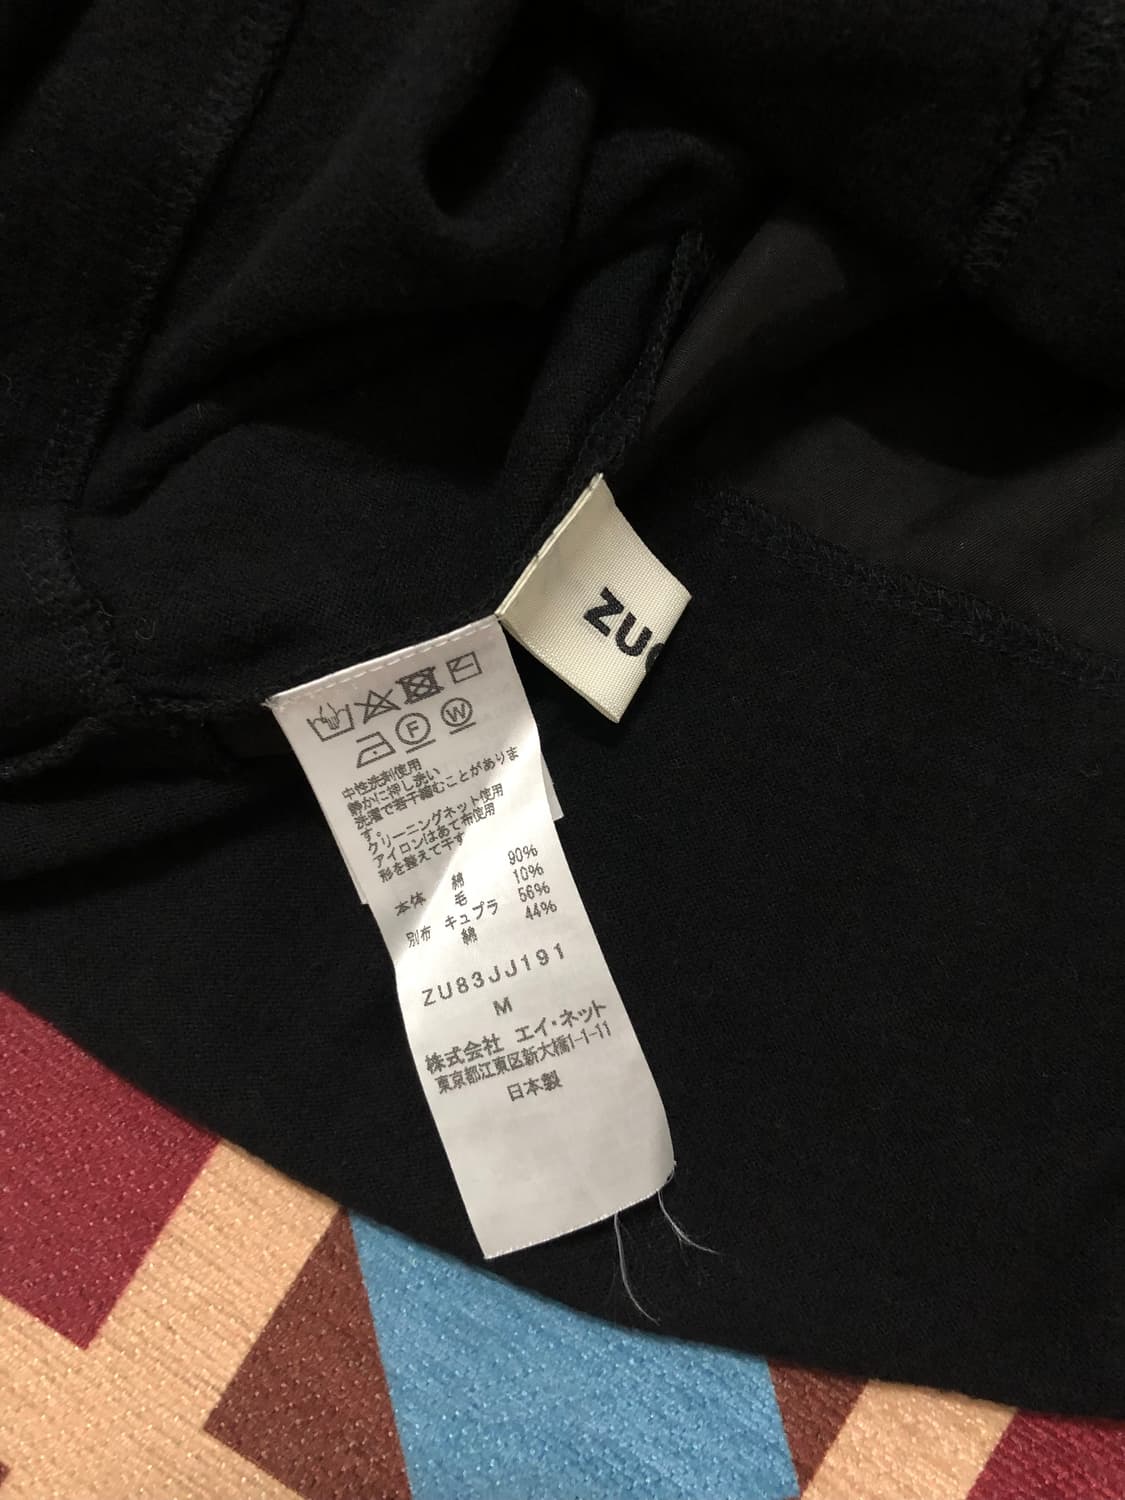 ZU
F W
中性洗剤使用
静かに押し洗い
洗濯で若干縮むことがありま
す。
クリーニングネット使用
アイロンはあて布使用
形を整えて干す
本体 綿 90%
毛 10%
別布 キュプラ 56%
綿 44%
ZU83JJ191
M
株式会社 エイ・ネット
東京都江東区新大橋1-1-11
日本製